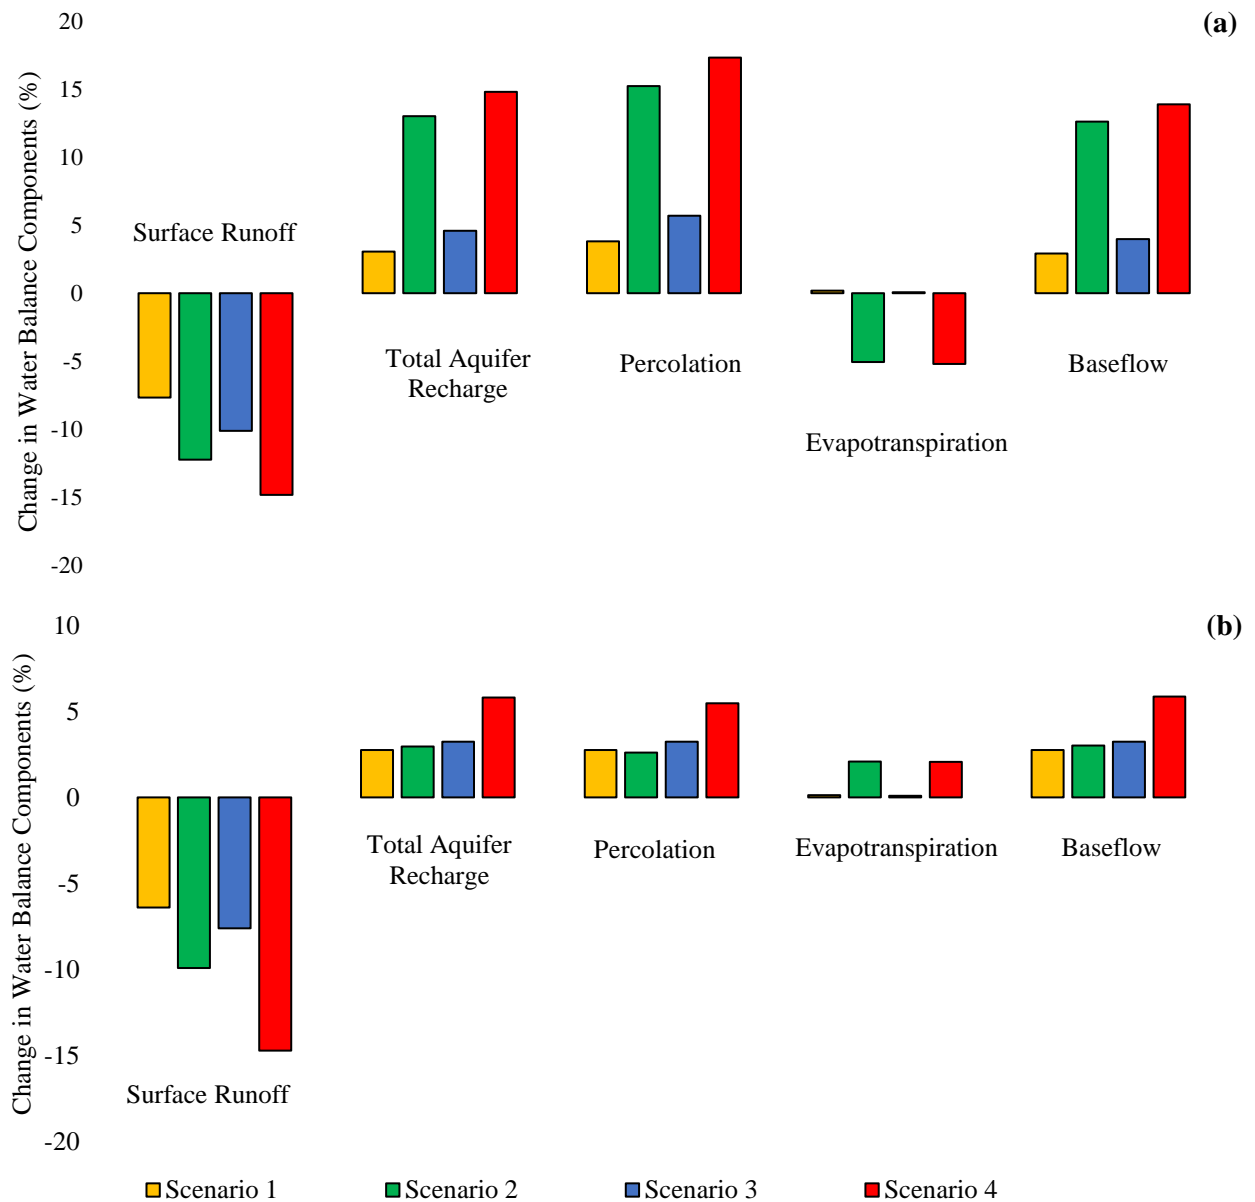 (a)
Change in Water Balance Components (%)
20
15
10
5
0
-5
-10
-15
-20
Surface Runoff
Total Aquifer
Recharge
Percolation
Evapotranspiration
Baseflow
(b)
Change in Water Balance Components (%)
10
5
0
-5
-10
-15
-20
Surface Runoff
Total Aquifer
Recharge
Percolation
Evapotranspiration
Baseflow
Scenario 1
Scenario 2
Scenario 3
Scenario 4